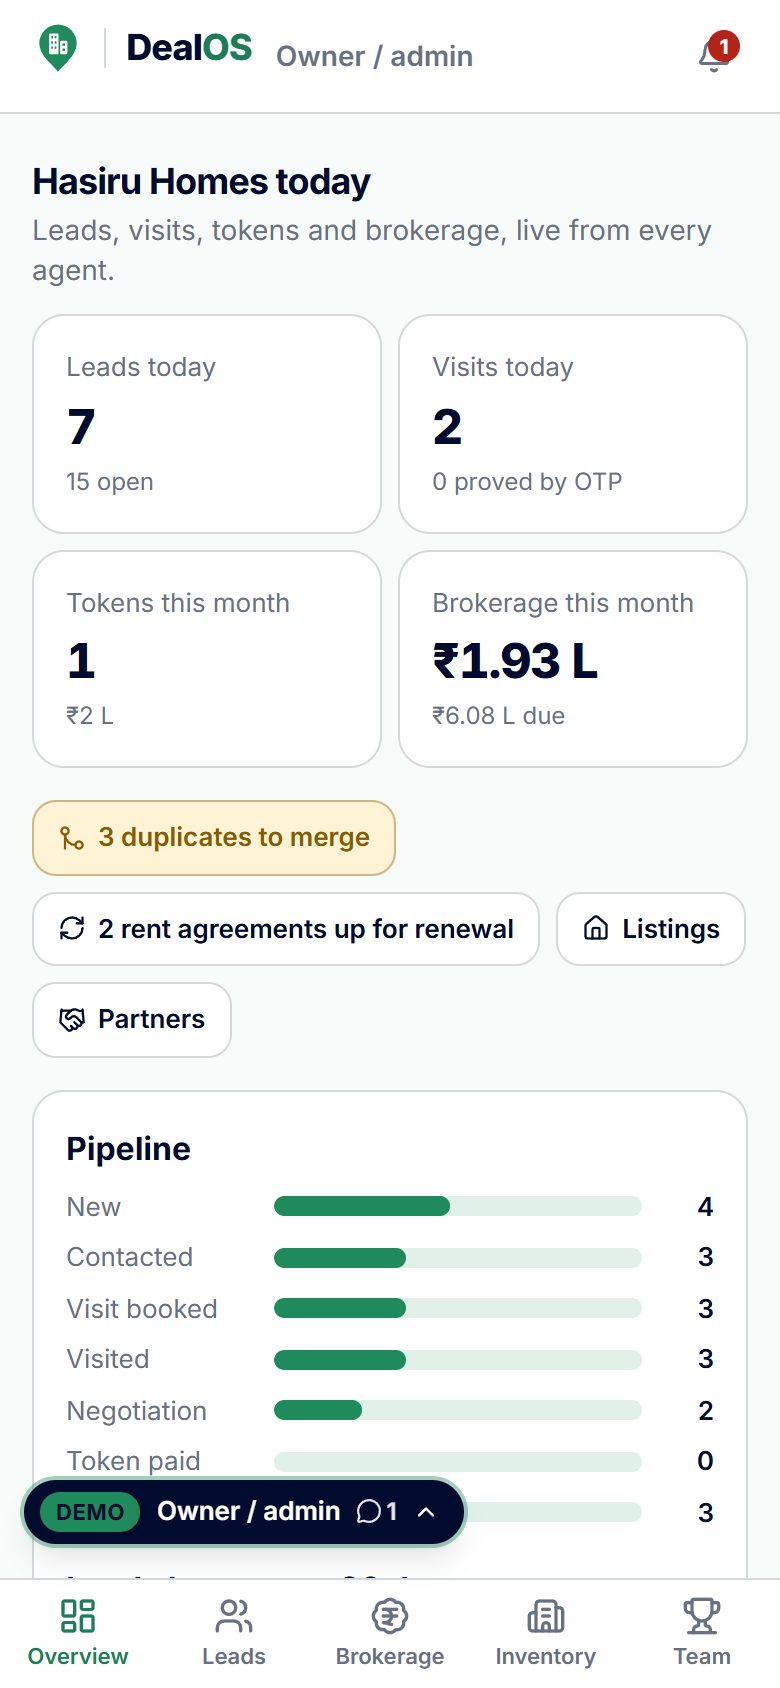 DealOS Owner / admin 1
Hasiru Homes today
Leads, visits, tokens and brokerage, live from every
agent.
Leads today
7
15 open
Visits today
2
0 proved by OTP
Tokens this month
1
₹2 L
Brokerage this month
₹1.93 L
₹6.08 L due
3 duplicates to merge
2 rent agreements up for renewal
Listings
Partners
Pipeline
New 4
Contacted 3
Visit booked 3
Visited 3
Negotiation 2
Token paid 0
3
DEMO Owner / admin 1
Overview
Leads
Brokerage
Inventory
Team